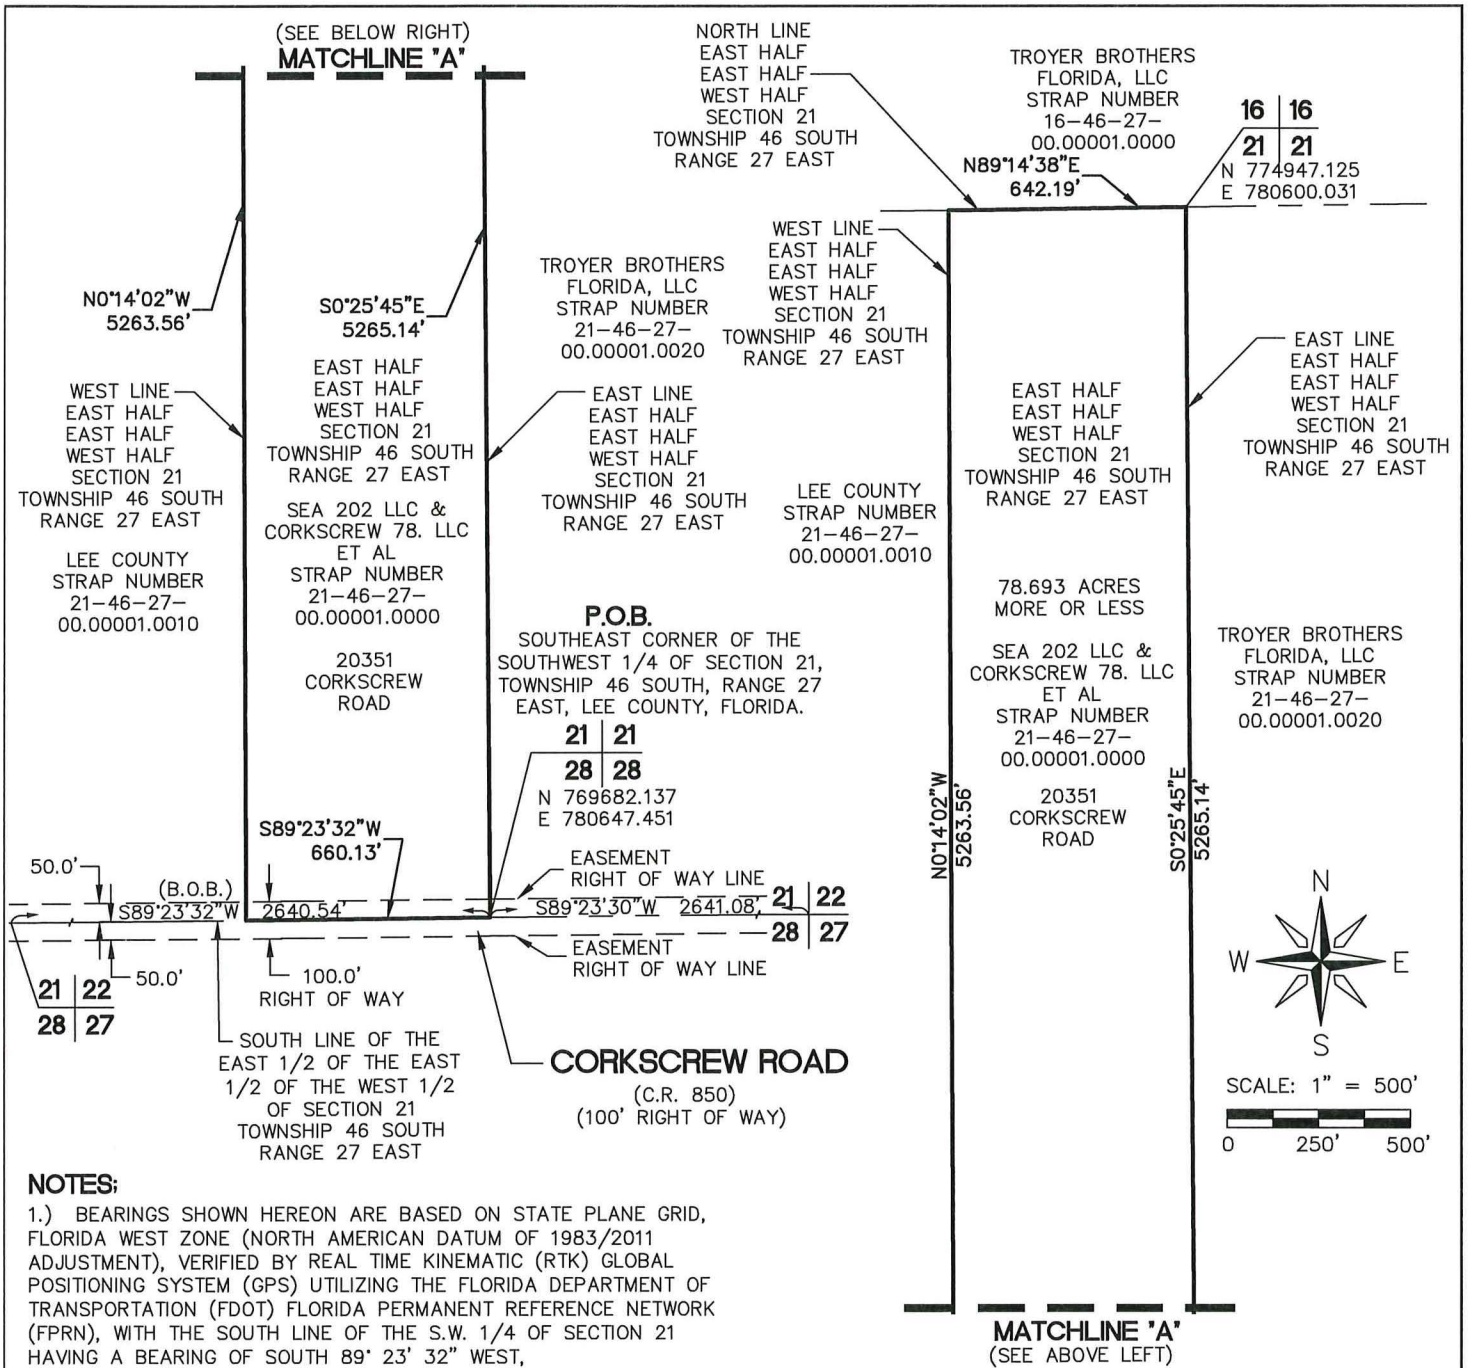 (SEE BELOW RIGHT)
MATCHLINE "A"
N0°14'02"W
5263.56'
S0°25'45"E
5265.14'
WEST LINE
EAST HALF
EAST HALF
WEST HALF
SECTION 21
TOWNSHIP 46 SOUTH
RANGE 27 EAST
LEE COUNTY
STRAP NUMBER
21-46-27-
00.00001.0010
EAST HALF
EAST HALF
WEST HALF
SECTION 21
TOWNSHIP 46 SOUTH
RANGE 27 EAST
SEA 202 LLC &
CORKSCREW 78. LLC
ET AL
STRAP NUMBER
21-46-27-
00.00001.0000
20351
CORKSCREW
ROAD
TROYER BROTHERS
FLORIDA, LLC
STRAP NUMBER
21-46-27-
00.00001.0020
EAST LINE
EAST HALF
EAST HALF
WEST HALF
SECTION 21
TOWNSHIP 46 SOUTH
RANGE 27 EAST
P.O.B.
SOUTHEAST CORNER OF THE
SOUTHWEST 1/4 OF SECTION 21,
TOWNSHIP 46 SOUTH, RANGE 27
EAST, LEE COUNTY, FLORIDA.
21 21
28 28
N 769682.137
E 780647.451
S89°23'32"W
660.13'
50.0'
(B.O.B.)
S89°23'32"W 2640.54'
EASEMENT
RIGHT OF WAY LINE
S89°23'30"W 2641.08'
21 22
28 27
EASEMENT
RIGHT OF WAY LINE
50.0'
100.0'
RIGHT OF WAY
21 22
28 27
SOUTH LINE OF THE
EAST 1/2 OF THE EAST
1/2 OF THE WEST 1/2
OF SECTION 21
TOWNSHIP 46 SOUTH
RANGE 27 EAST
CORKSCREW ROAD
(C.R. 850)
(100' RIGHT OF WAY)
NORTH LINE
EAST HALF
EAST HALF
WEST HALF
SECTION 21
TOWNSHIP 46 SOUTH
RANGE 27 EAST
TROYER BROTHERS
FLORIDA, LLC
STRAP NUMBER
16-46-27-
00.00001.0000
16 16
21 21
N 774947.125
E 780600.031
N89°14'38"E
642.19'
WEST LINE
EAST HALF
EAST HALF
WEST HALF
SECTION 21
TOWNSHIP 46 SOUTH
RANGE 27 EAST
LEE COUNTY
STRAP NUMBER
21-46-27-
00.00001.0010
EAST HALF
EAST HALF
WEST HALF
SECTION 21
TOWNSHIP 46 SOUTH
RANGE 27 EAST
78.693 ACRES
MORE OR LESS
SEA 202 LLC &
CORKSCREW 78. LLC
ET AL
STRAP NUMBER
21-46-27-
00.00001.0000
20351
CORKSCREW
ROAD
EAST LINE
EAST HALF
EAST HALF
WEST HALF
SECTION 21
TOWNSHIP 46 SOUTH
RANGE 27 EAST
TROYER BROTHERS
FLORIDA, LLC
STRAP NUMBER
21-46-27-
00.00001.0020
N0°14'02"W
5263.56'
S0°25'45"E
5265.14'
N
W E
S
SCALE: 1" = 500'
0 250' 500'
MATCHLINE "A"
(SEE ABOVE LEFT)
NOTES;
1.) BEARINGS SHOWN HEREON ARE BASED ON STATE PLANE GRID,
FLORIDA WEST ZONE (NORTH AMERICAN DATUM OF 1983/2011
ADJUSTMENT), VERIFIED BY REAL TIME KINEMATIC (RTK) GLOBAL
POSITIONING SYSTEM (GPS) UTILIZING THE FLORIDA DEPARTMENT OF
TRANSPORTATION (FDOT) FLORIDA PERMANENT REFERENCE NETWORK
(FPRN), WITH THE SOUTH LINE OF THE S.W. 1/4 OF SECTION 21
HAVING A BEARING OF SOUTH 89° 23' 32" WEST,